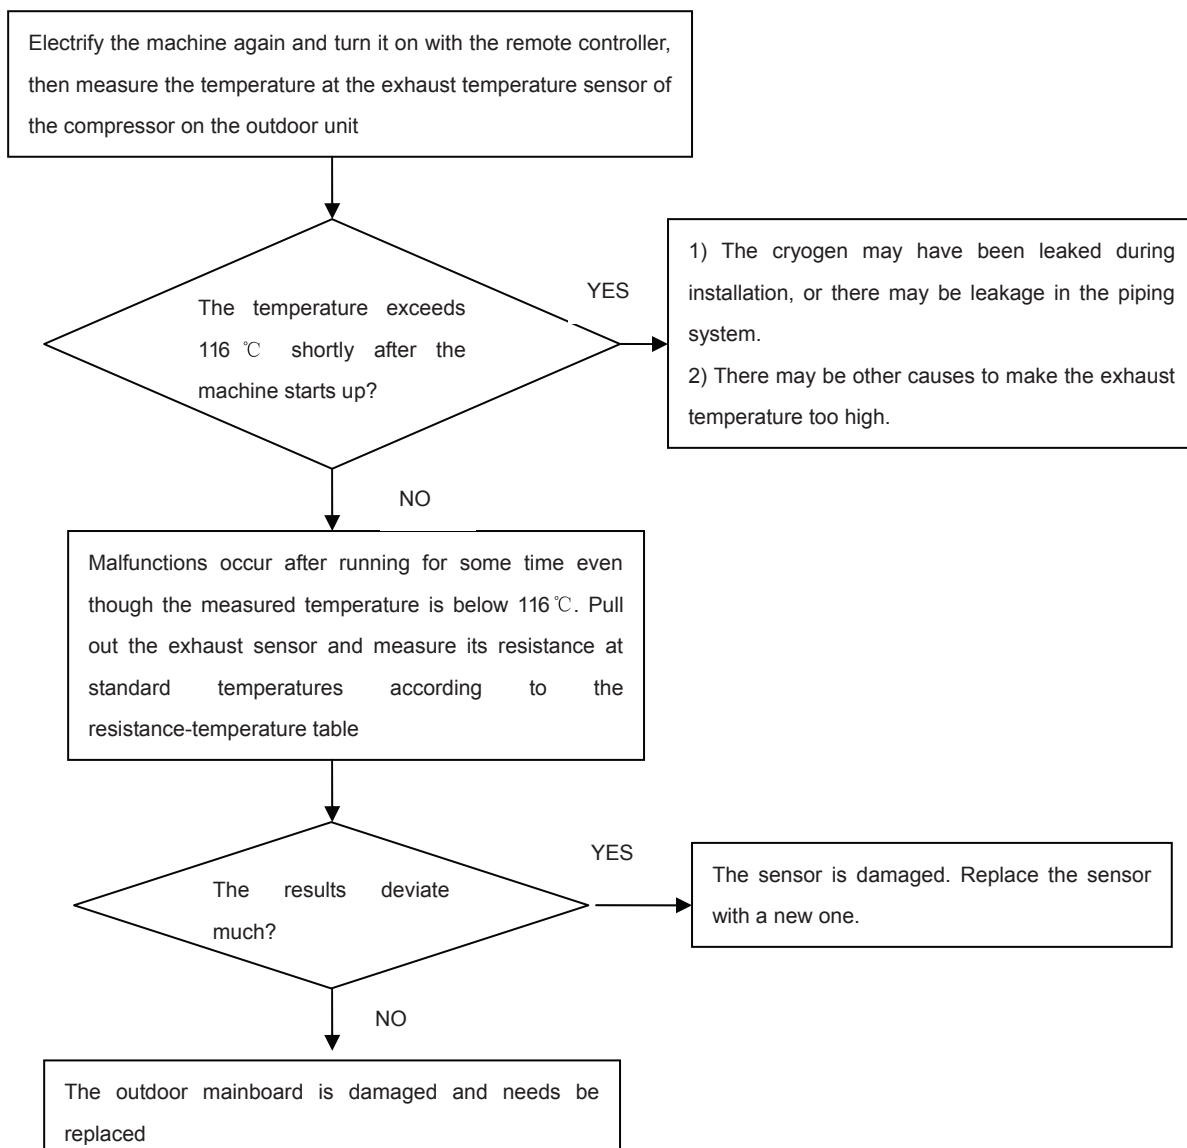 Electrify the machine again and turn it on with the remote controller,
then measure the temperature at the exhaust temperature sensor of
the compressor on the outdoor unit
The temperature exceeds
116 ℃ shortly after the
machine starts up?
YES
1) The cryogen may have been leaked during
installation, or there may be leakage in the piping
system.
2) There may be other causes to make the exhaust
temperature too high.
NO
Malfunctions occur after running for some time even
though the measured temperature is below 116℃. Pull
out the exhaust sensor and measure its resistance at
standard temperatures according to the
resistance-temperature table
The results deviate
much?
YES
The sensor is damaged. Replace the sensor
with a new one.
NO
The outdoor mainboard is damaged and needs be
replaced